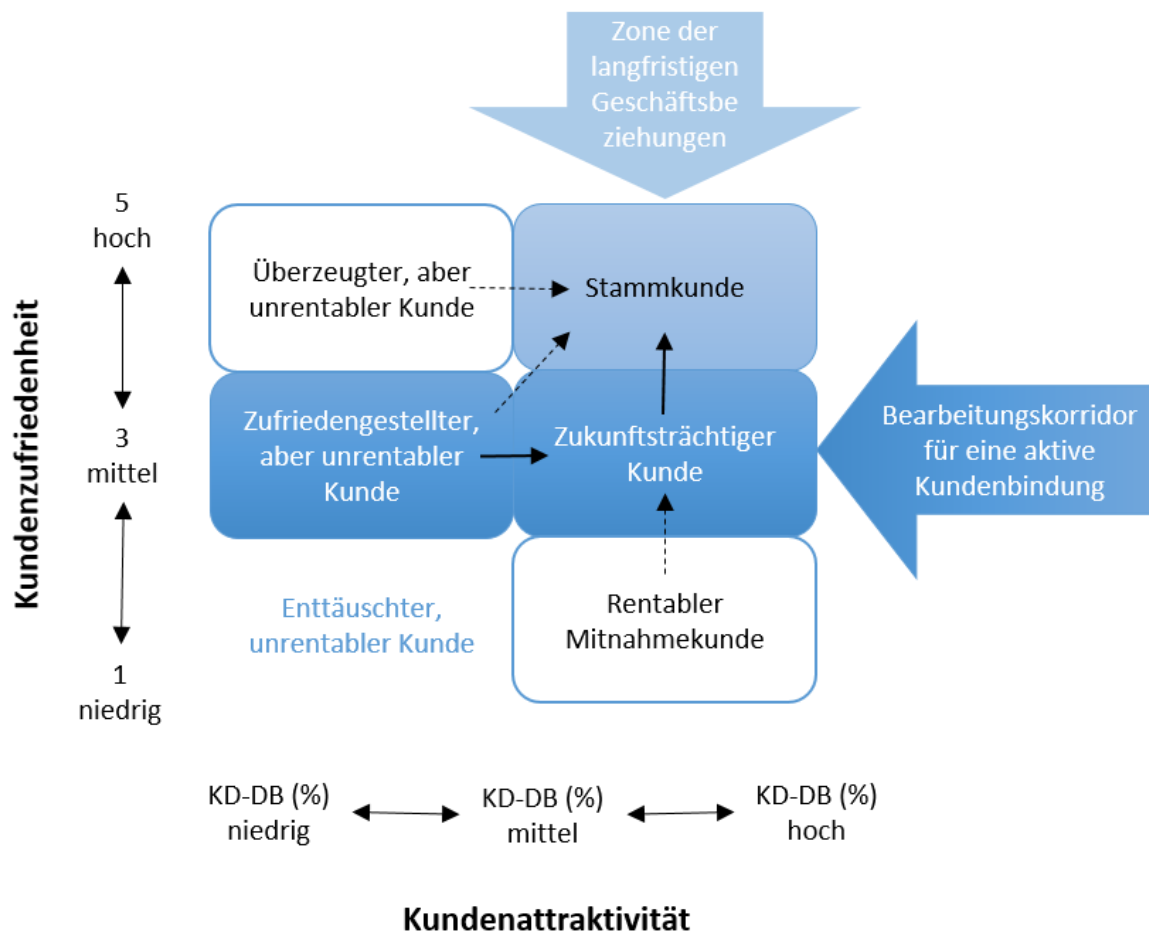 Zone der
langfristigen
Geschäftsbe
ziehungen
5
hoch
Überzeugter, aber
unrentabler Kunde
Stammkunde
Kundenzufriedenheit
3
mittel
Zufriedengestellter,
aber unrentabler
Kunde
Zukunftsträchtiger
Kunde
Bearbeitungskorridor
für eine aktive
Kundenbindung
Enttäuschter,
unrentabler Kunde
Rentabler
Mitnahmekunde
1
niedrig
KD-DB (%)
niedrig
KD-DB (%)
mittel
KD-DB (%)
hoch
Kundenattraktivität